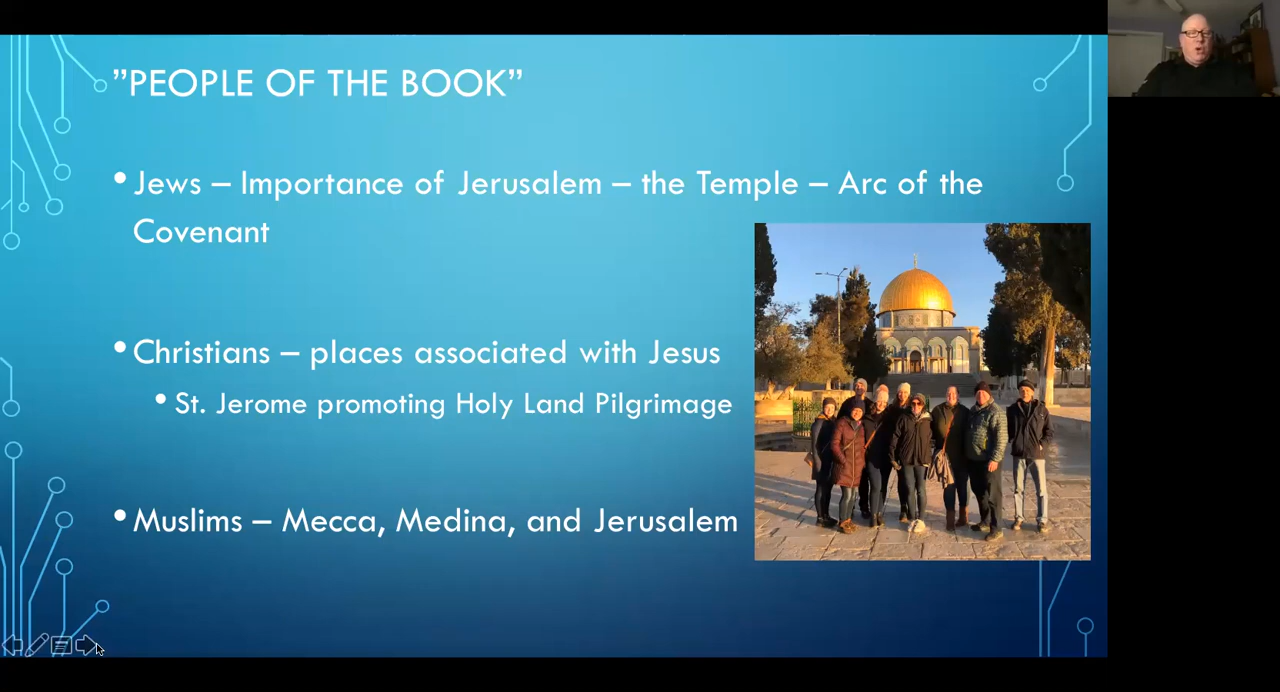 ”PEOPLE OF THE BOOK”
•Jews – Importance of Jerusalem – the Temple – Arc of the
Covenant
•Christians – places associated with Jesus
•St. Jerome promoting Holy Land Pilgrimage
•Muslims – Mecca, Medina, and Jerusalem